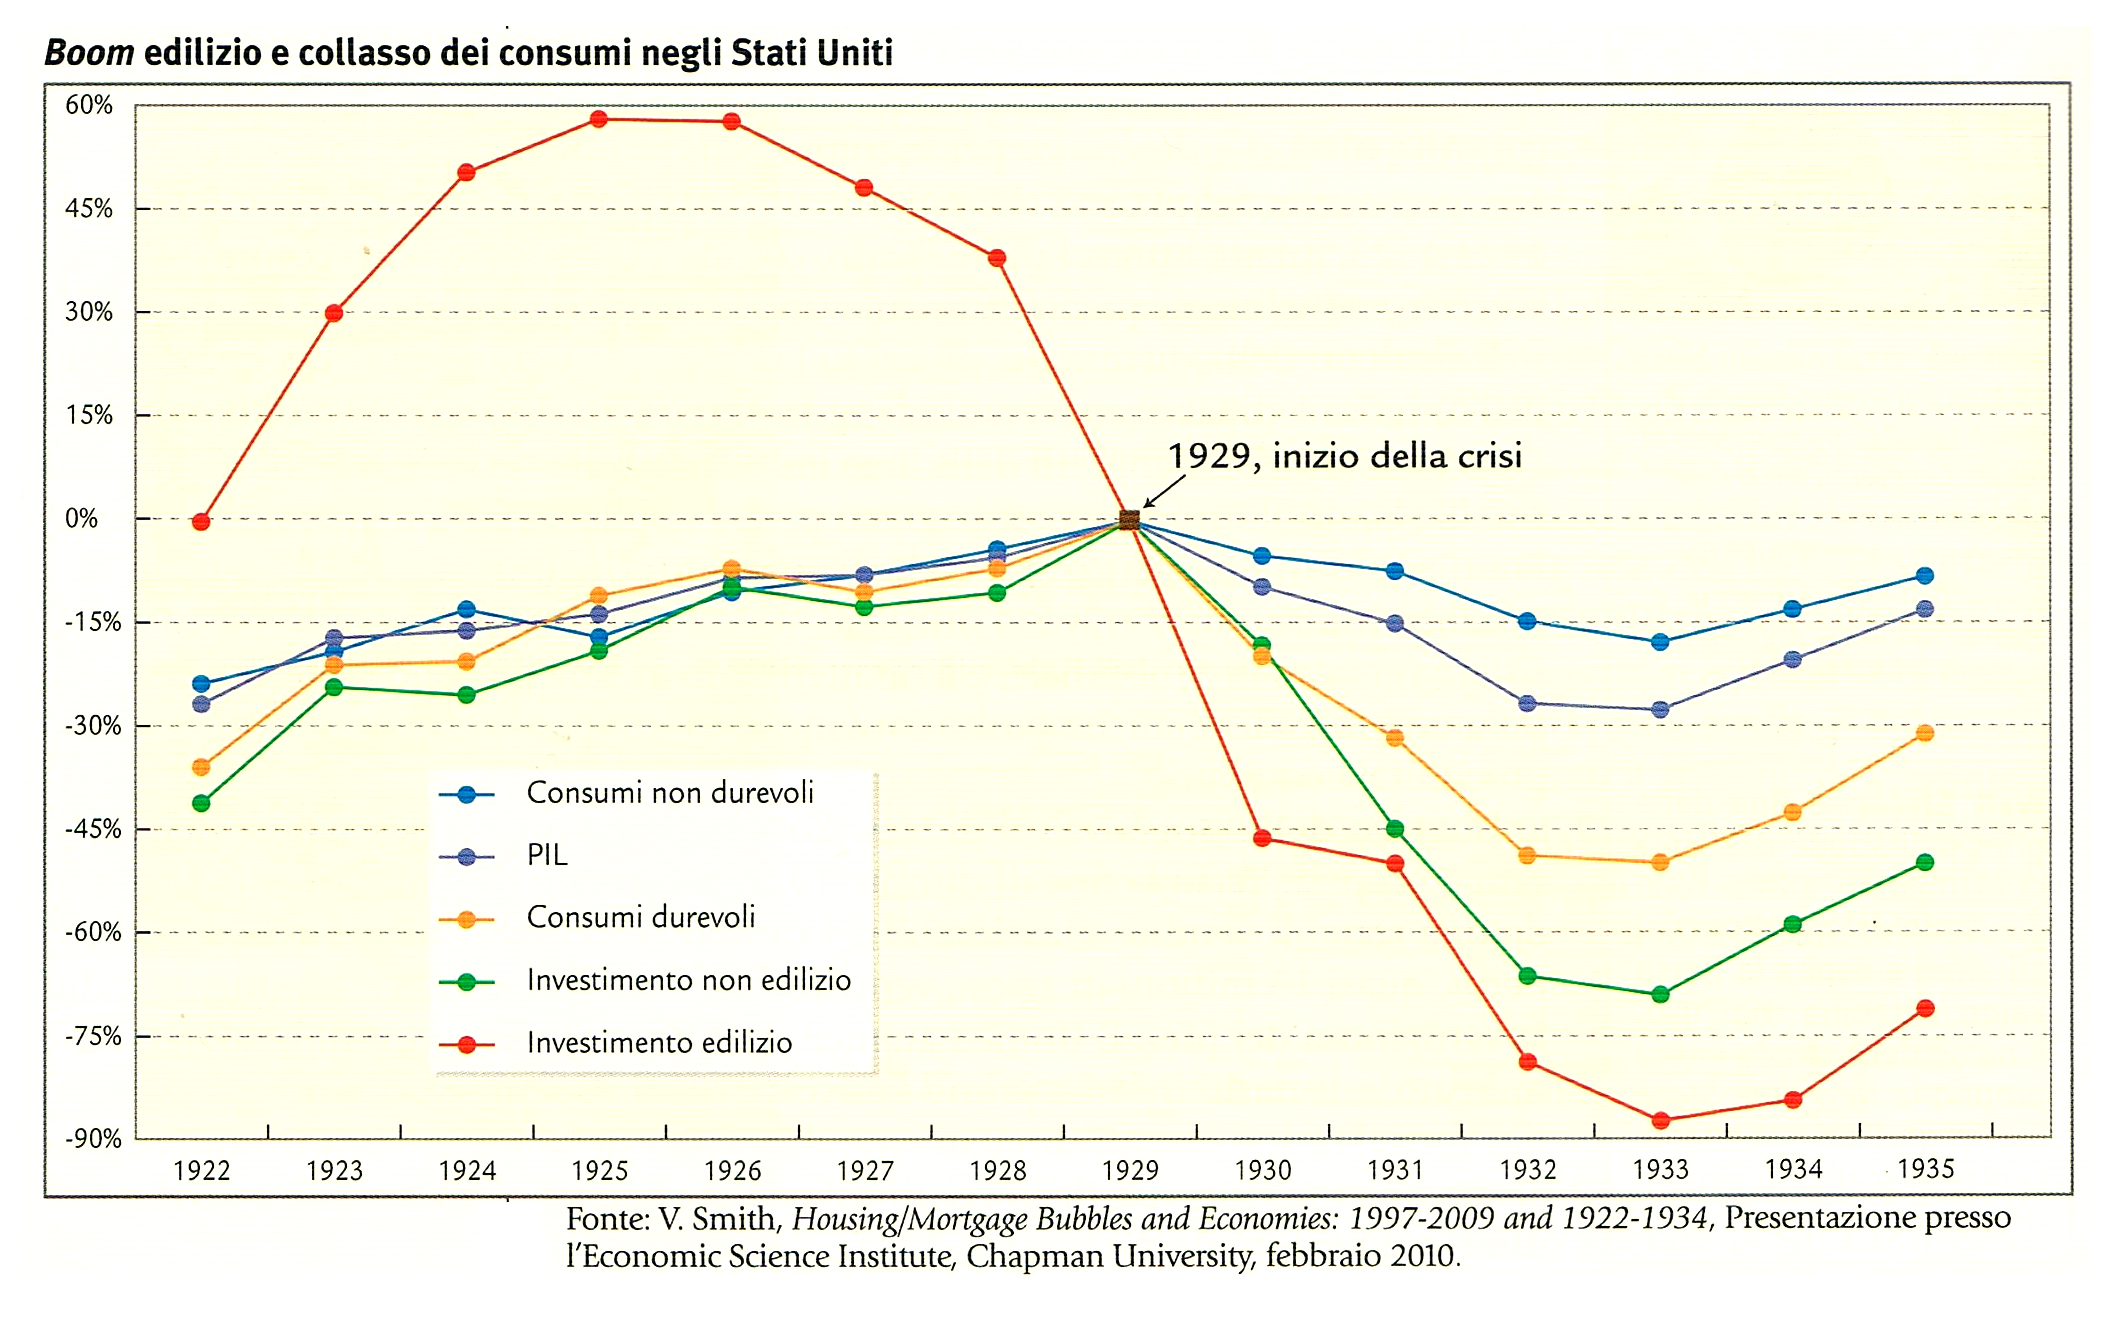 Boom edilizio e collasso dei consumi negli Stati Uniti
60%
45%
30%
15%
0%
-15%
-30%
-45%
-60%
-75%
-90%
1929, inizio della crisi
Consumi non durevoli
PIL
Consumi durevoli
Investimento non edilizio
Investimento edilizio
1922 1923 1924 1925 1926 1927 1928 1929 1930 1931 1932 1933 1934 1935
Fonte: V. Smith, Housing/Mortgage Bubbles and Economies: 1997-2009 and 1922-1934, Presentazione presso
l'Economic Science Institute, Chapman University, febbraio 2010.